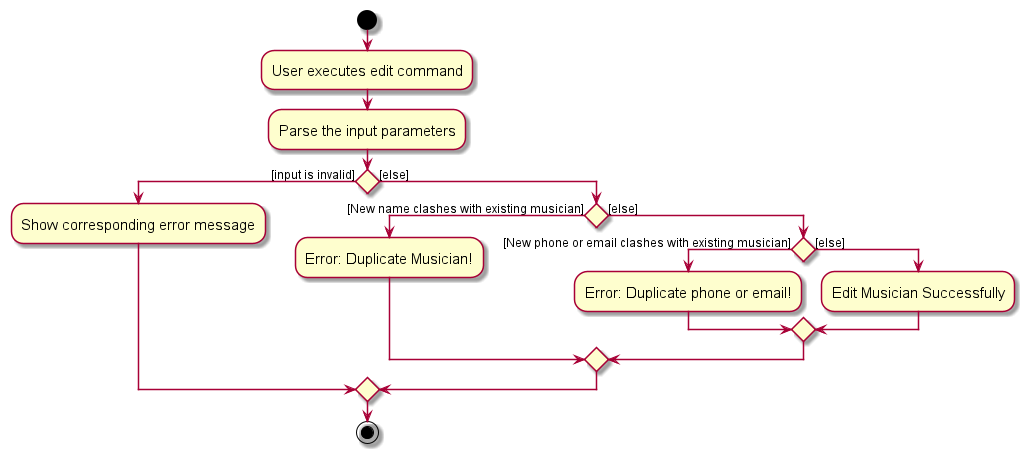 User executes edit command
Parse the input parameters
[input is invalid]
[else]
Show corresponding error message
[New name clashes with existing musician]
[else]
Error: Duplicate Musician!
[New phone or email clashes with existing musician]
[else]
Error: Duplicate phone or email!
Edit Musician Successfully